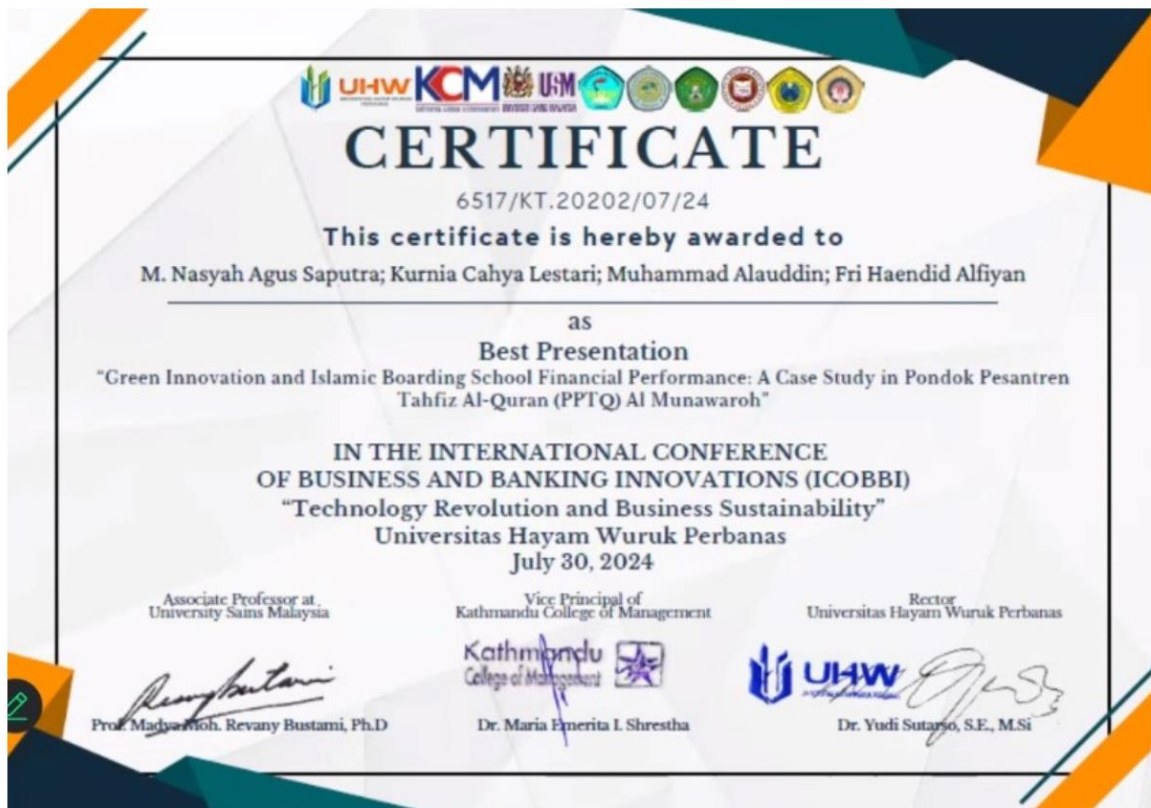 UHW KCM USM
CERTIFICATE
6517/KT.20202/07/24
This certificate is hereby awarded to
M. Nasyah Agus Saputra; Kurnia Cahya Lestari; Muhammad Alauddin; Fri Haendid Alfiyan
as
Best Presentation
“Green Innovation and Islamic Boarding School Financial Performance: A Case Study in Pondok Pesantren
Tahfiz Al-Quran (PPTQ) Al Munawaroh”
IN THE INTERNATIONAL CONFERENCE
OF BUSINESS AND BANKING INNOVATIONS (ICOBBI)
“Technology Revolution and Business Sustainability”
Universitas Hayam Wuruk Perbanas
July 30, 2024
Associate Professor at
University Sains Malaysia
Vice Principal of
Kathmandu College of Management
Rector
Universitas Hayam Wuruk Perbanas
Kathmandu
College of Management
UHW
Prof. Madya Moh. Revany Bustami, Ph.D
Dr. Maria Emerita I. Shrestha
Dr. Yudi Sutarso, S.E., M.Si